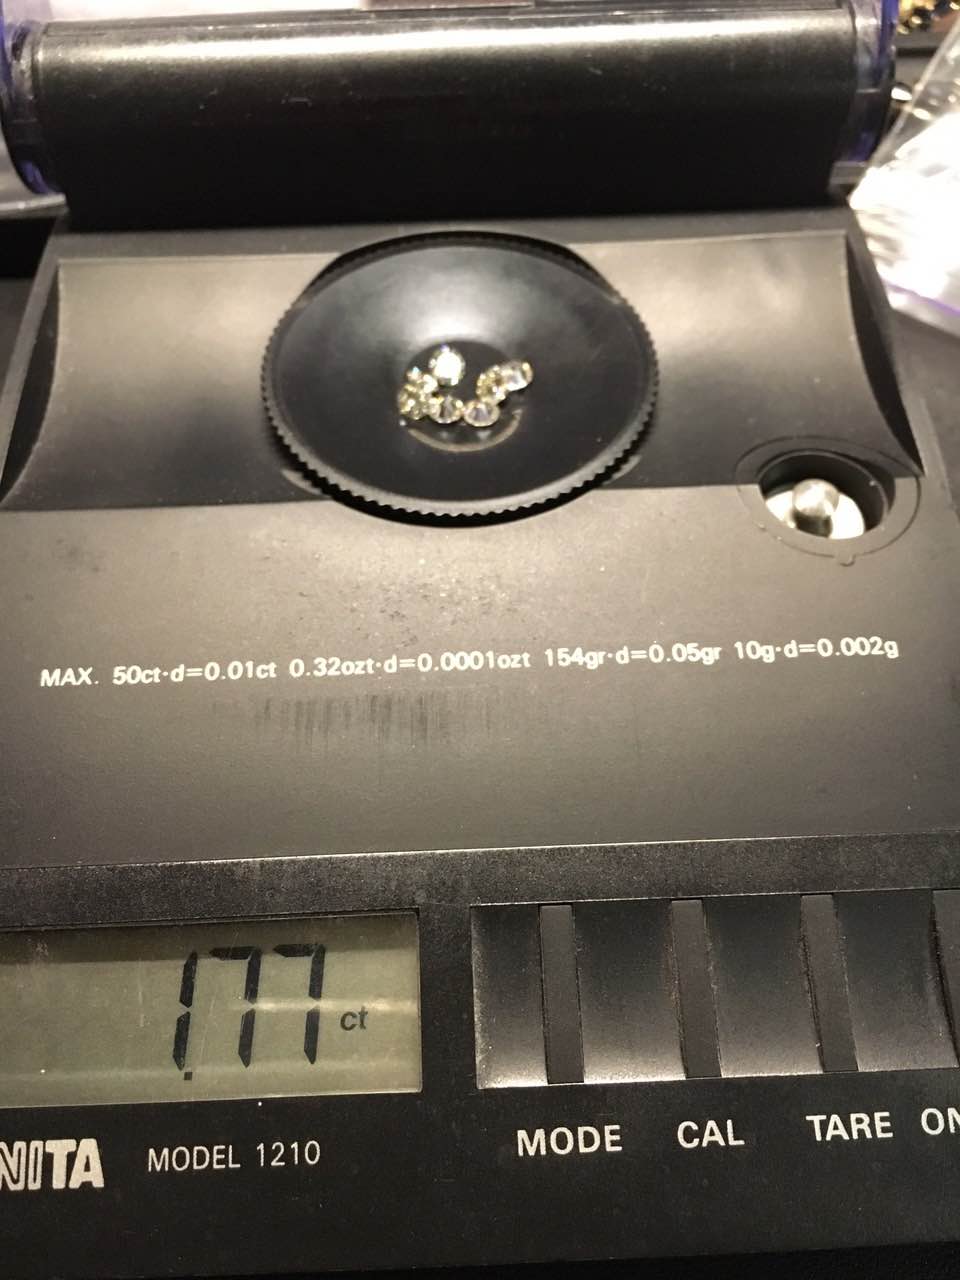 MAX. 50ct·d=0.01ct 0.32ozt·d=0.0001ozt 154gr·d=0.05gr 10g·d=0.002g
1.77 ct
NITA MODEL 1210
MODE CAL TARE ON